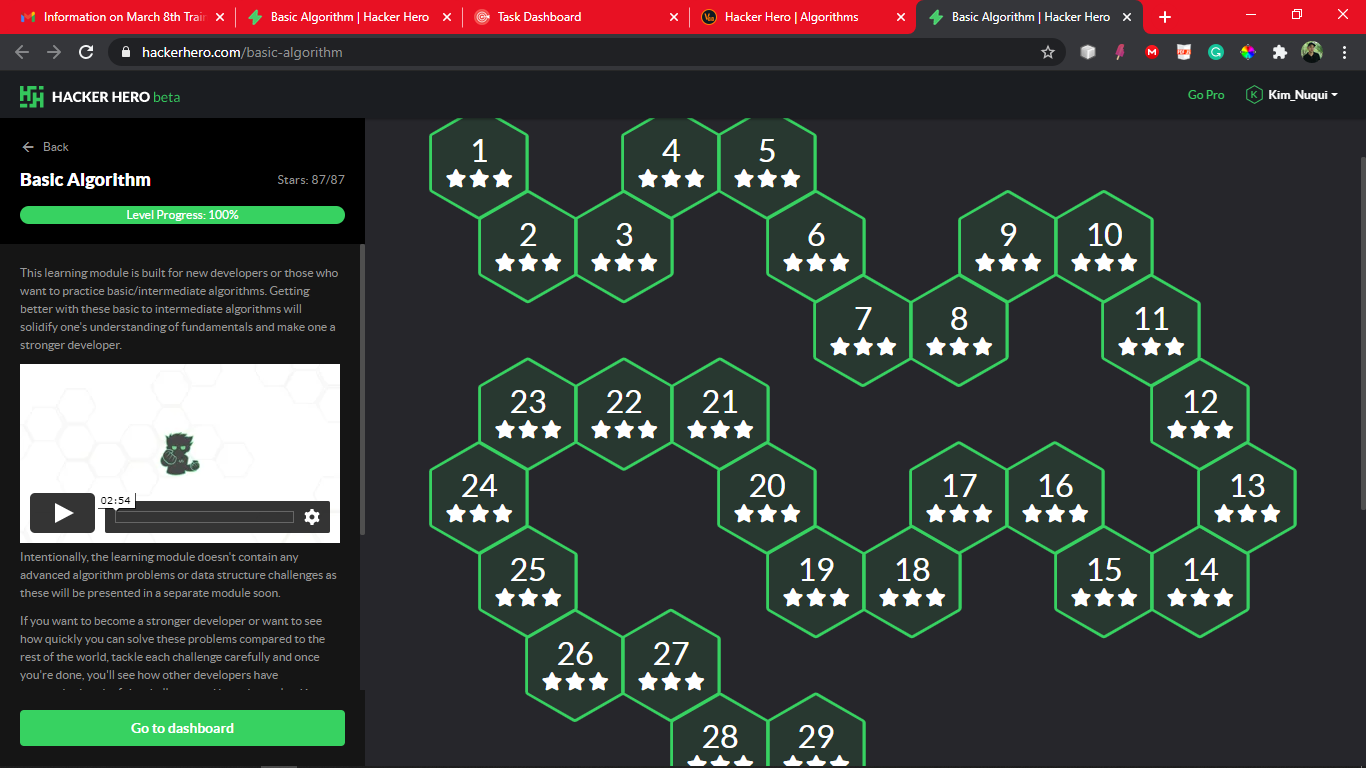 Information on March 8th Train
Basic Algorithm | Hacker Hero
Task Dashboard
Hacker Hero | Algorithms
Basic Algorithm | Hacker Hero
hackerhero.com/basic-algorithm
HACKER HERO beta
Go Pro
K
Kim_Nuqui
Back
Basic Algorithm
Stars: 87/87
Level Progress: 100%
This learning module is built for new developers or those who
want to practice basic/intermediate algorithms. Getting
better with these basic to intermediate algorithms will
solidify one's understanding of fundamentals and make one a
stronger developer.
02:54
Intentionally, the learning module doesn't contain any
advanced algorithm problems or data structure challenges as
these will be presented in a separate module soon.
If you want to become a stronger developer or want to see
how quickly you can solve these problems compared to the
rest of the world, tackle each challenge carefully and once
you're done, you'll see how other developers have
Go to dashboard
1
4
5
2
3
6
9
10
7
8
11
23
22
21
12
24
20
17
16
13
25
19
18
15
14
26
27
28
29